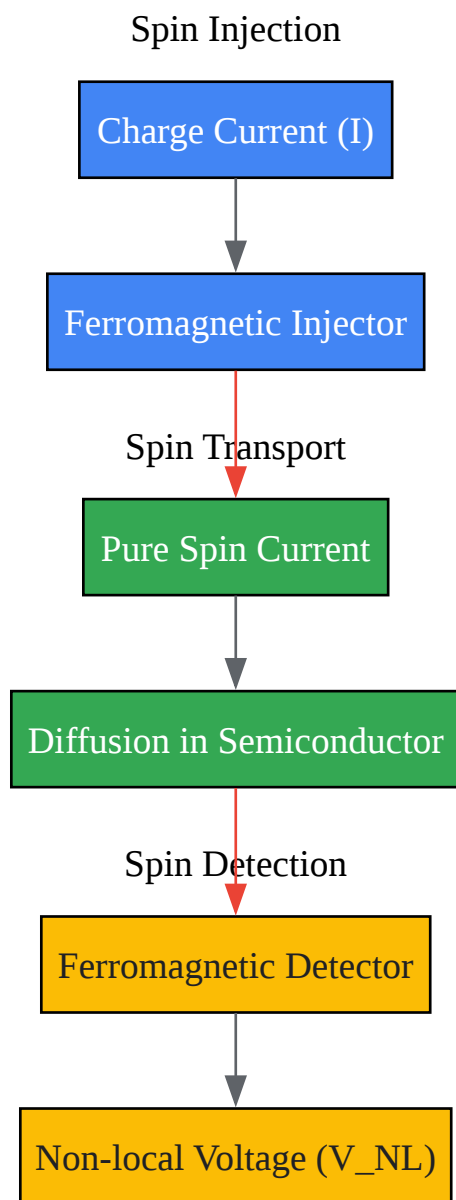 Spin Injection
Charge Current (I)
Ferromagnetic Injector
Spin Transport
Pure Spin Current
Diffusion in Semiconductor
Spin Detection
Ferromagnetic Detector
Non-local Voltage (V_NL)